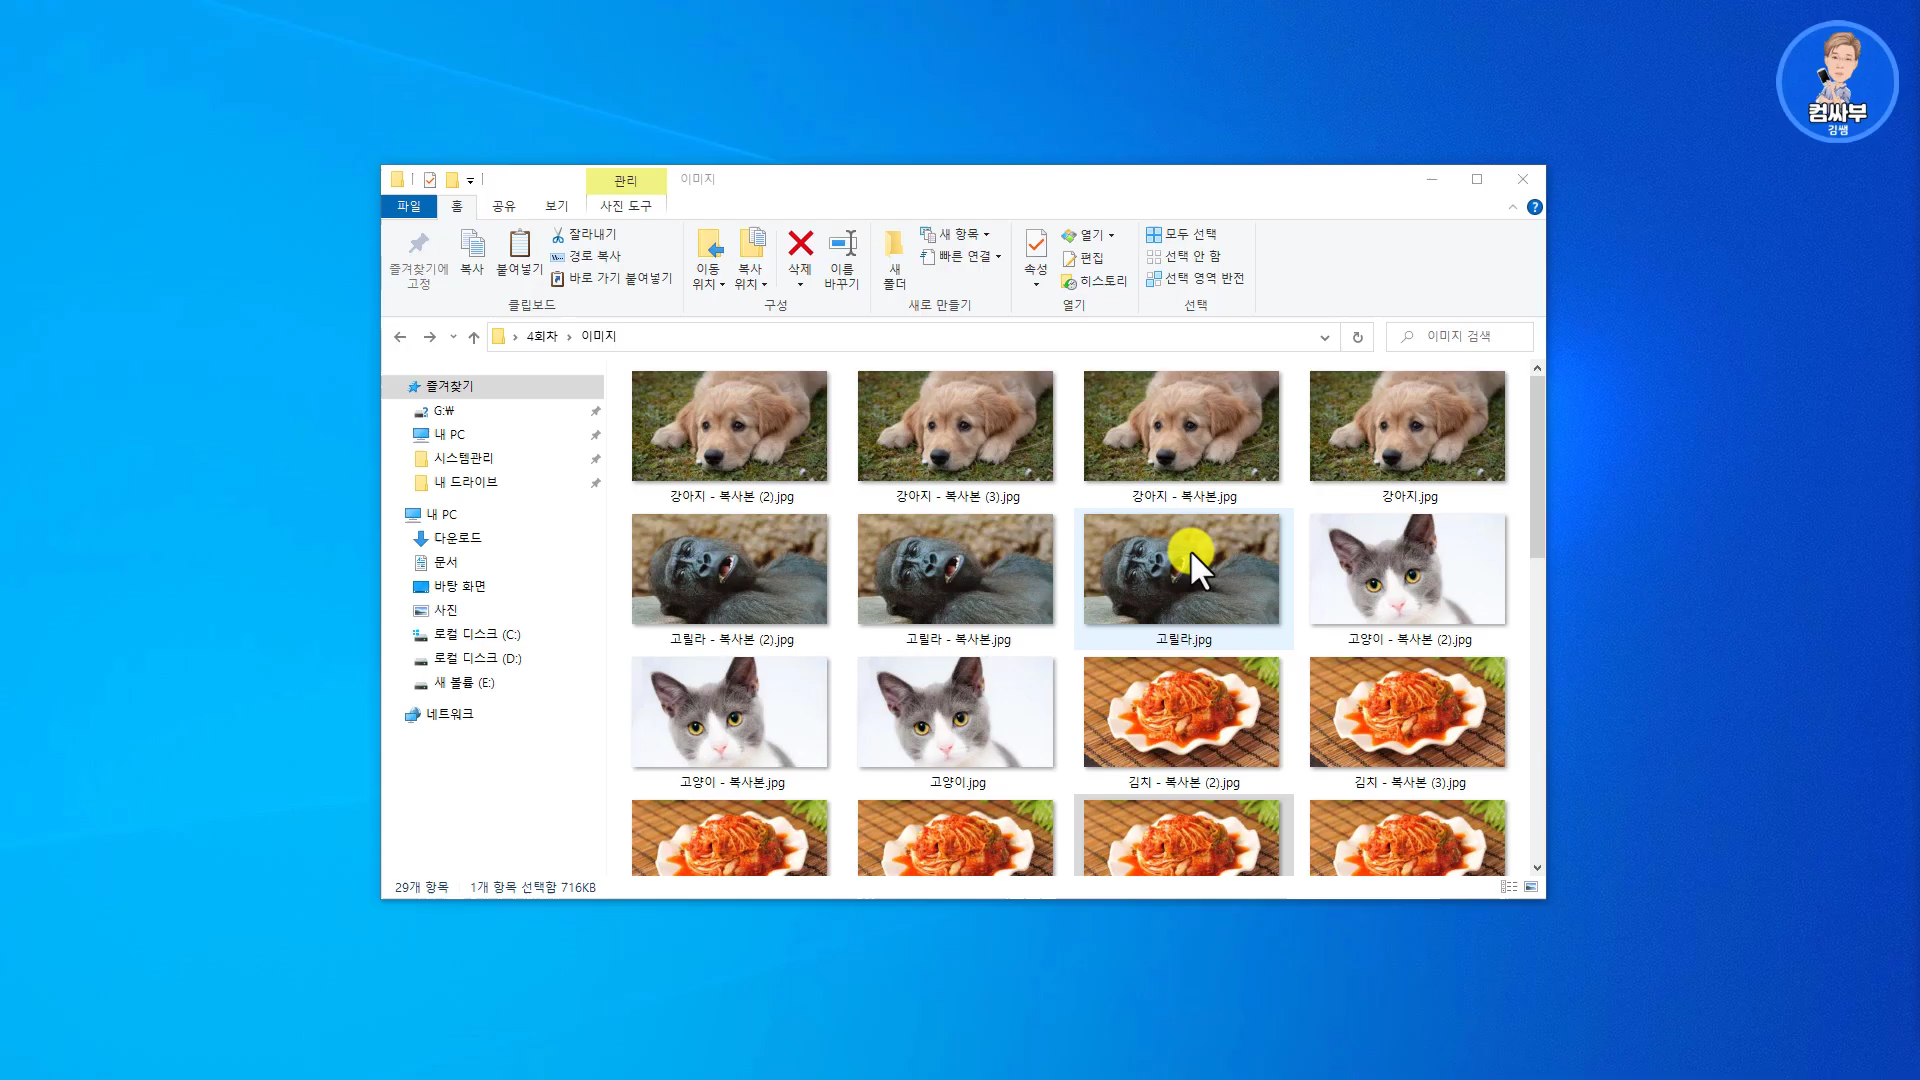 컴싸부
김쌤
관리
이미지
파일
홈
공유
보기
사진 도구
즐겨찾기에
고정
복사
붙여넣기
잘라내기
경로 복사
바로 가기 붙여넣기
클립보드
이동
위치
복사
위치
삭제
이름
바꾸기
구성
새
폴더
새 항목
빠른 연결
새로 만들기
속성
열기
편집
히스토리
열기
모두 선택
선택 안 함
선택 영역 반전
선택
4회차 › 이미지
이미지 검색
즐겨찾기
G:₩
내 PC
시스템관리
내 드라이브
내 PC
다운로드
문서
바탕 화면
사진
로컬 디스크 (C:)
로컬 디스크 (D:)
새 볼륨 (E:)
네트워크
강아지 - 복사본 (2).jpg
강아지 - 복사본 (3).jpg
강아지 - 복사본.jpg
강아지.jpg
고릴라 - 복사본 (2).jpg
고릴라 - 복사본.jpg
고릴라.jpg
고양이 - 복사본 (2).jpg
고양이 - 복사본.jpg
고양이.jpg
김치 - 복사본 (2).jpg
김치 - 복사본 (3).jpg
29개 항목
1개 항목 선택함 716KB